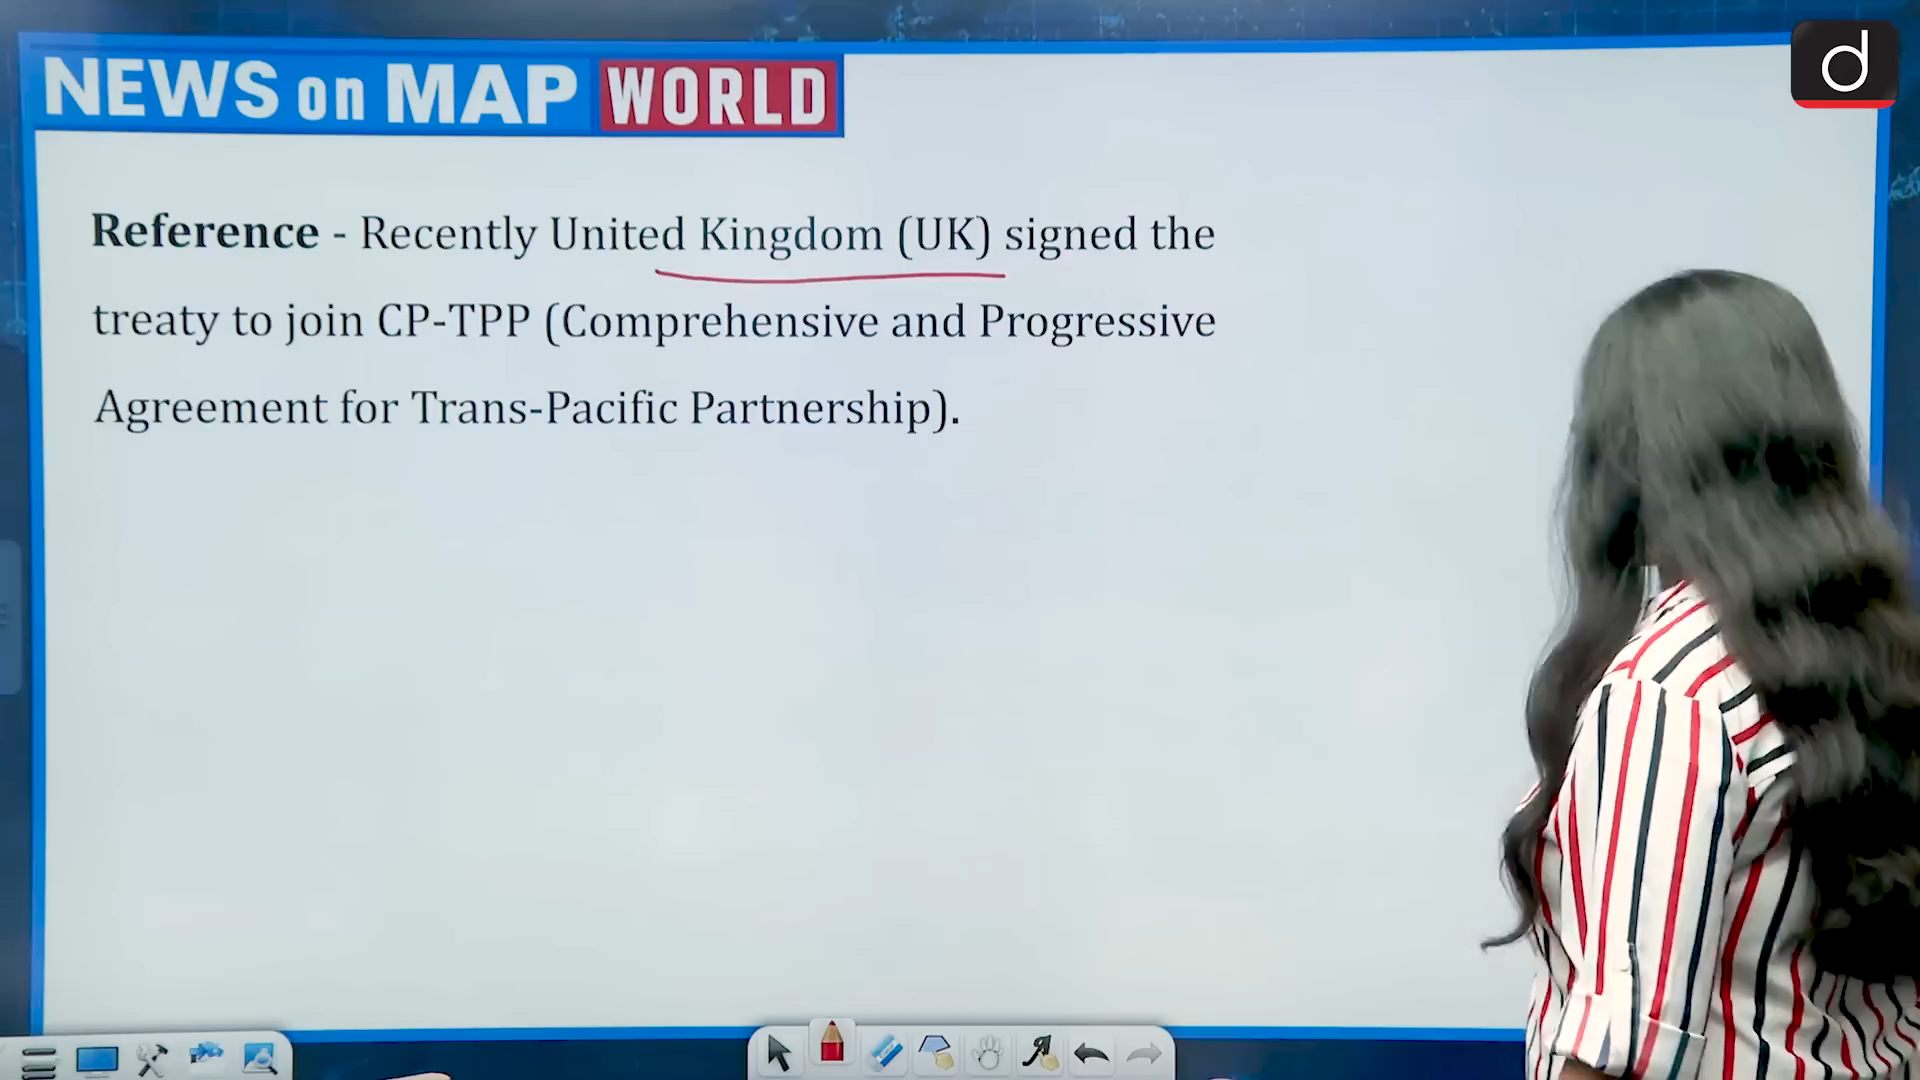 NEWS on MAP WORLD
Reference - Recently United Kingdom (UK) signed the
treaty to join CP-TPP (Comprehensive and Progressive
Agreement for Trans-Pacific Partnership).
d